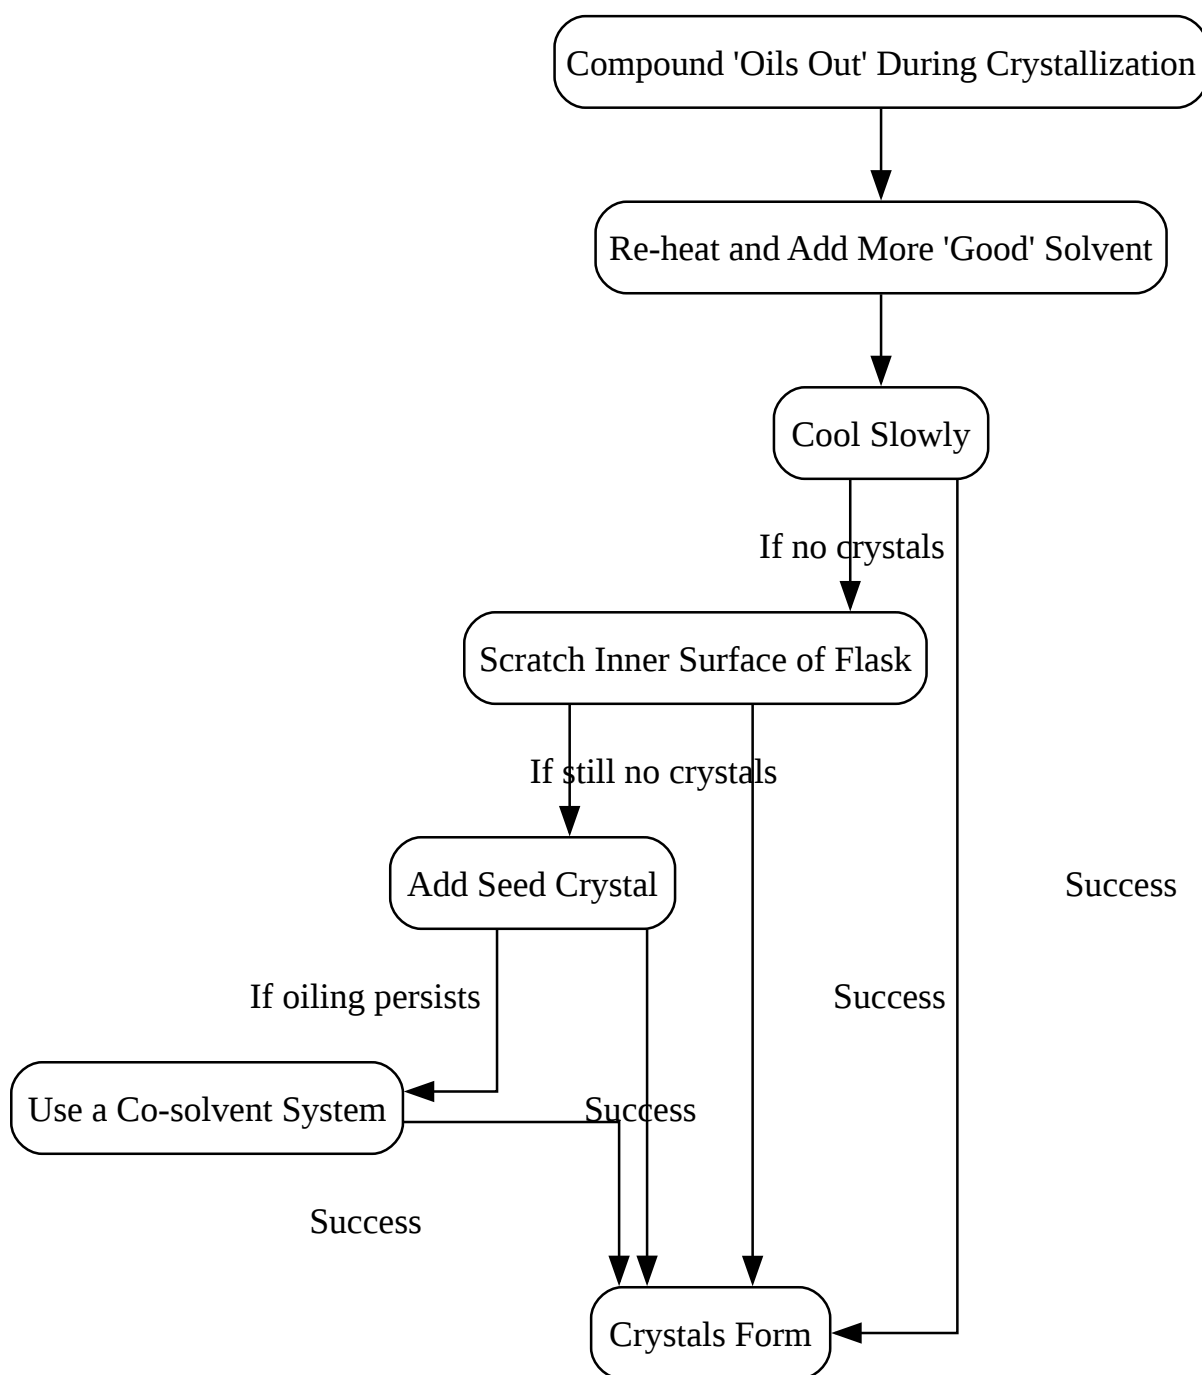 Compound 'Oils Out' During Crystallization
Re-heat and Add More 'Good' Solvent
Cool Slowly
If no crystals
Scratch Inner Surface of Flask
If still no crystals
Add Seed Crystal
Success
If oiling persists
Success
Use a Co-solvent System
Success
Success
Crystals Form